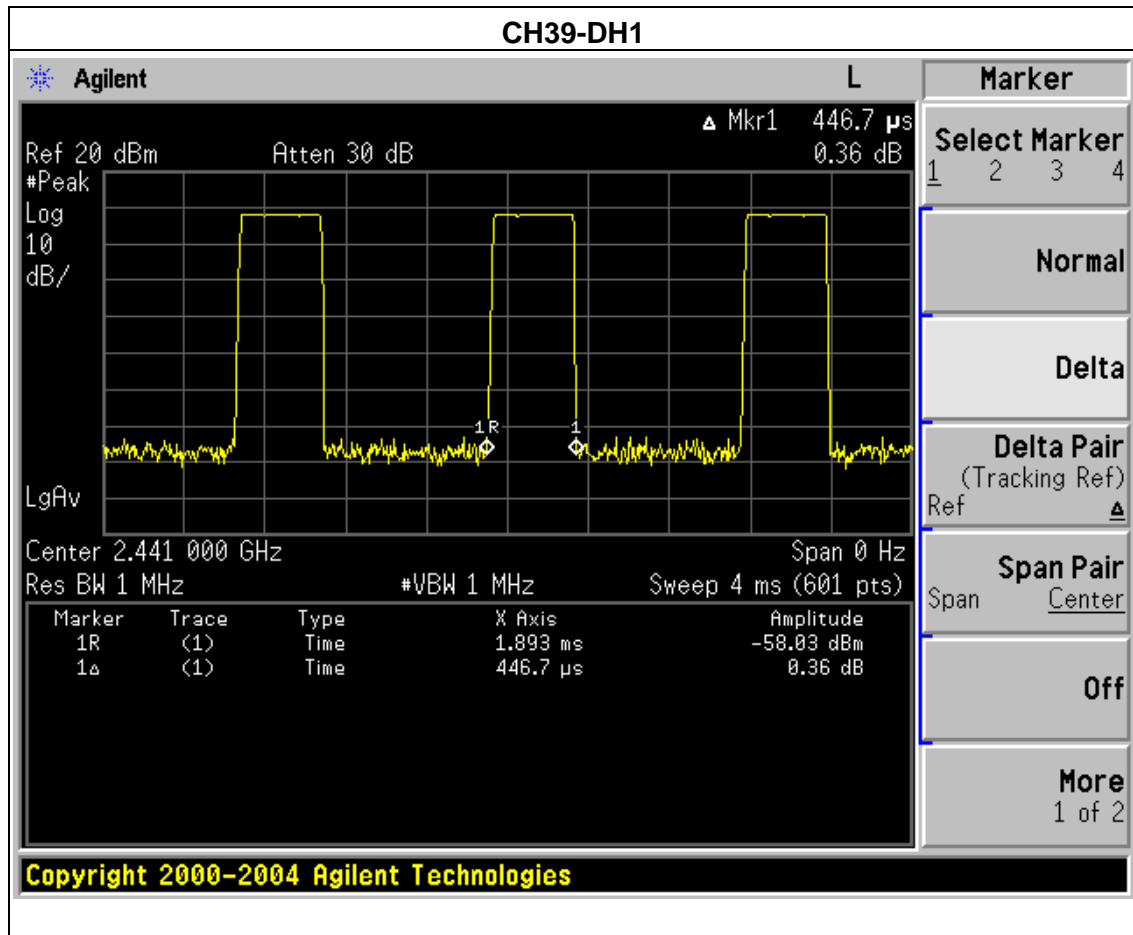 CH39-DH1
Agilent
L
Marker
Δ Mkr1 446.7 µs
Ref 20 dBm Atten 30 dB 0.36 dB
#Peak
Log
10
dB/
1R 1
LgAv
Center 2.441 000 GHz Span 0 Hz
Res BW 1 MHz #VBW 1 MHz Sweep 4 ms (601 pts)
Marker Trace Type X Axis Amplitude
1R (1) Time 1.893 ms -58.03 dBm
1Δ (1) Time 446.7 µs 0.36 dB
Select Marker
1 2 3 4
Normal
Delta
Delta Pair
(Tracking Ref)
Ref Δ
Span Pair
Span Center
Off
More
1 of 2
Copyright 2000-2004 Agilent Technologies